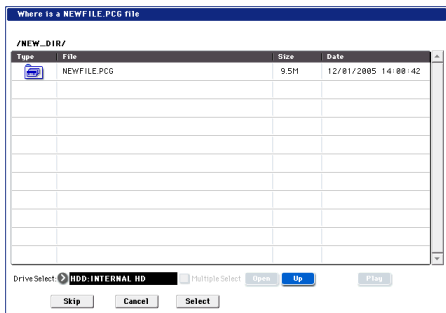 Where is a NEWFILE.PCG file
/NEW_DIR/
Type File Size Date
NEWFILE.PCG 9.5M 12/01/2005 14:00:42
Drive Select: HDD:INTERNAL HD Multiple Select Open Up Play
Skip Cancel Select